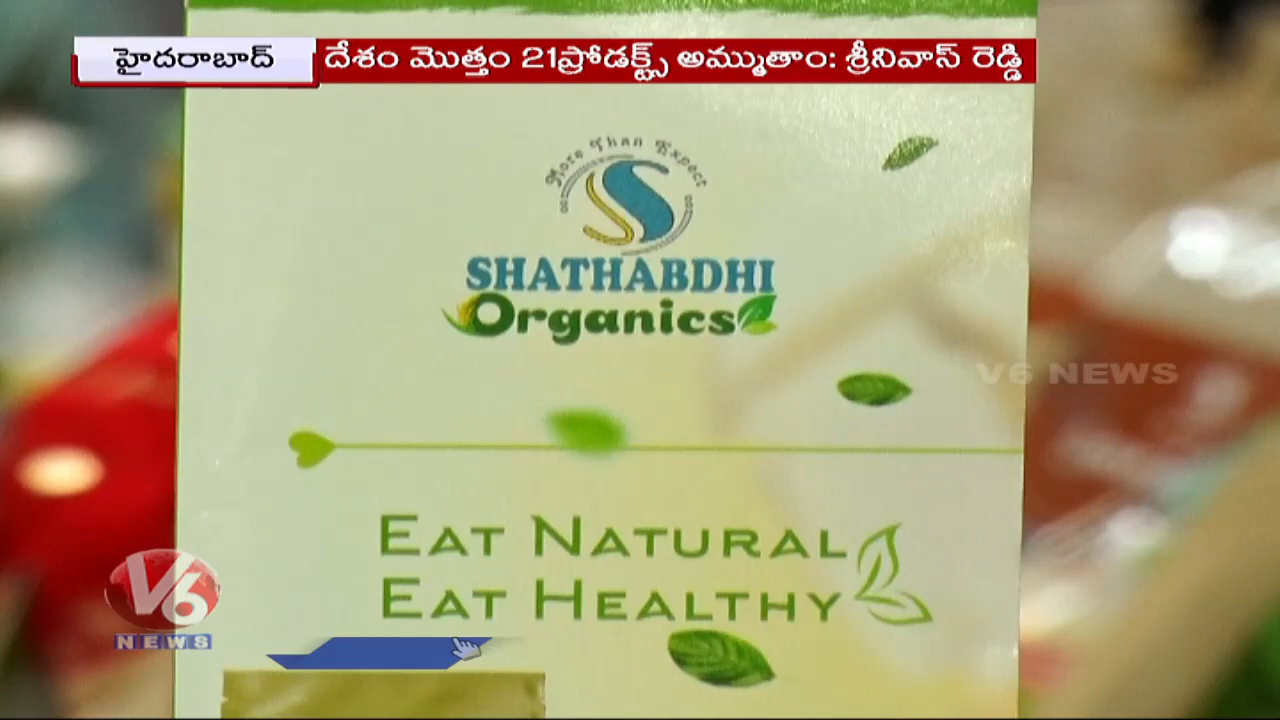 హైదరాబాద్ దేశం మొత్తం 21ప్రోడక్ట్స్ అమ్ముతాం: శ్రీనివాస్ రెడ్డి
More Than Expect
SHATHABDHI
Organics
V6 NEWS
EAT NATURAL
EAT HEALTHY
V6
NEWS